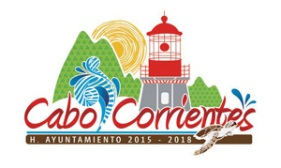 Cabo Corrientes
H. AYUNTAMIENTO 2015 - 2018